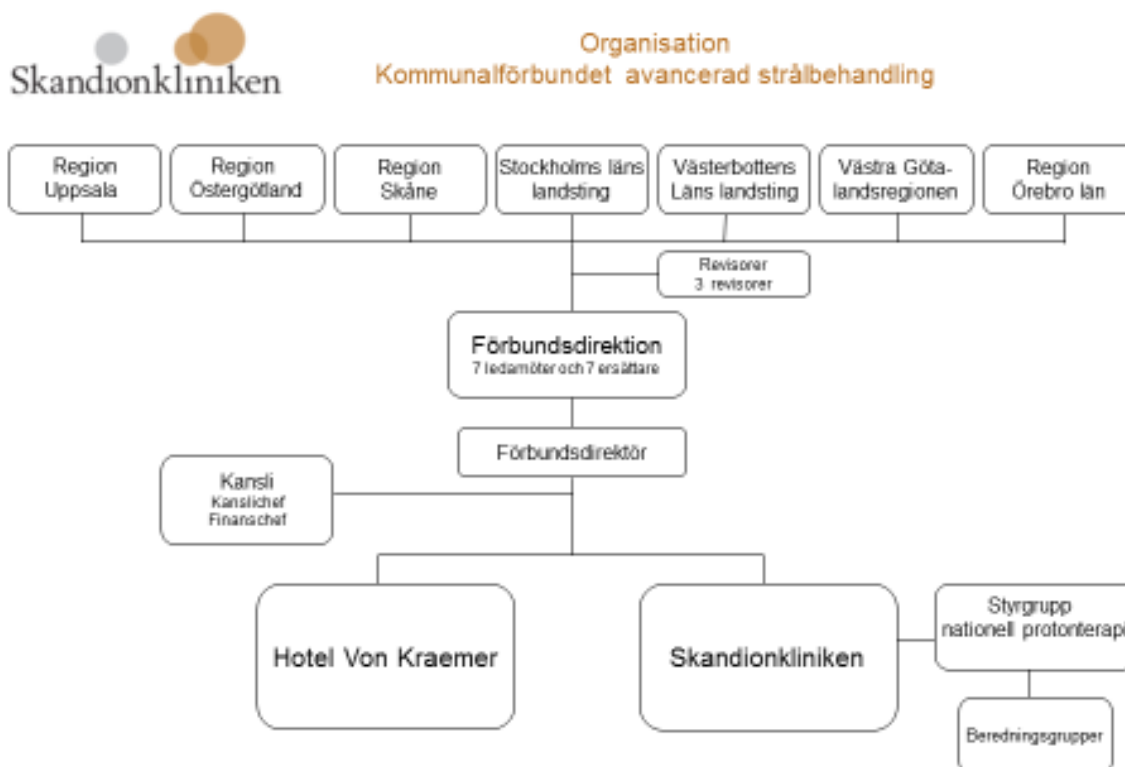 Skandionkliniken
Organisation
Kommunalförbundet avancerad strålbehandling
Region
Uppsala
Region
Östergötland
Region
Skåne
Stockholms läns
landsting
Västerbottens
Läns landsting
Västra Göta-
landsregionen
Region
Örebro län
Revisorer
3 revisorer
Förbundsdirektion
7 ledamöter och 7 ersättare
Förbundsdirektör
Kansli
Kanslichef
Finanschef
Hotel Von Kraemer
Skandionkliniken
Styrgrupp
nationell protonterapi
Beredningsgrupper